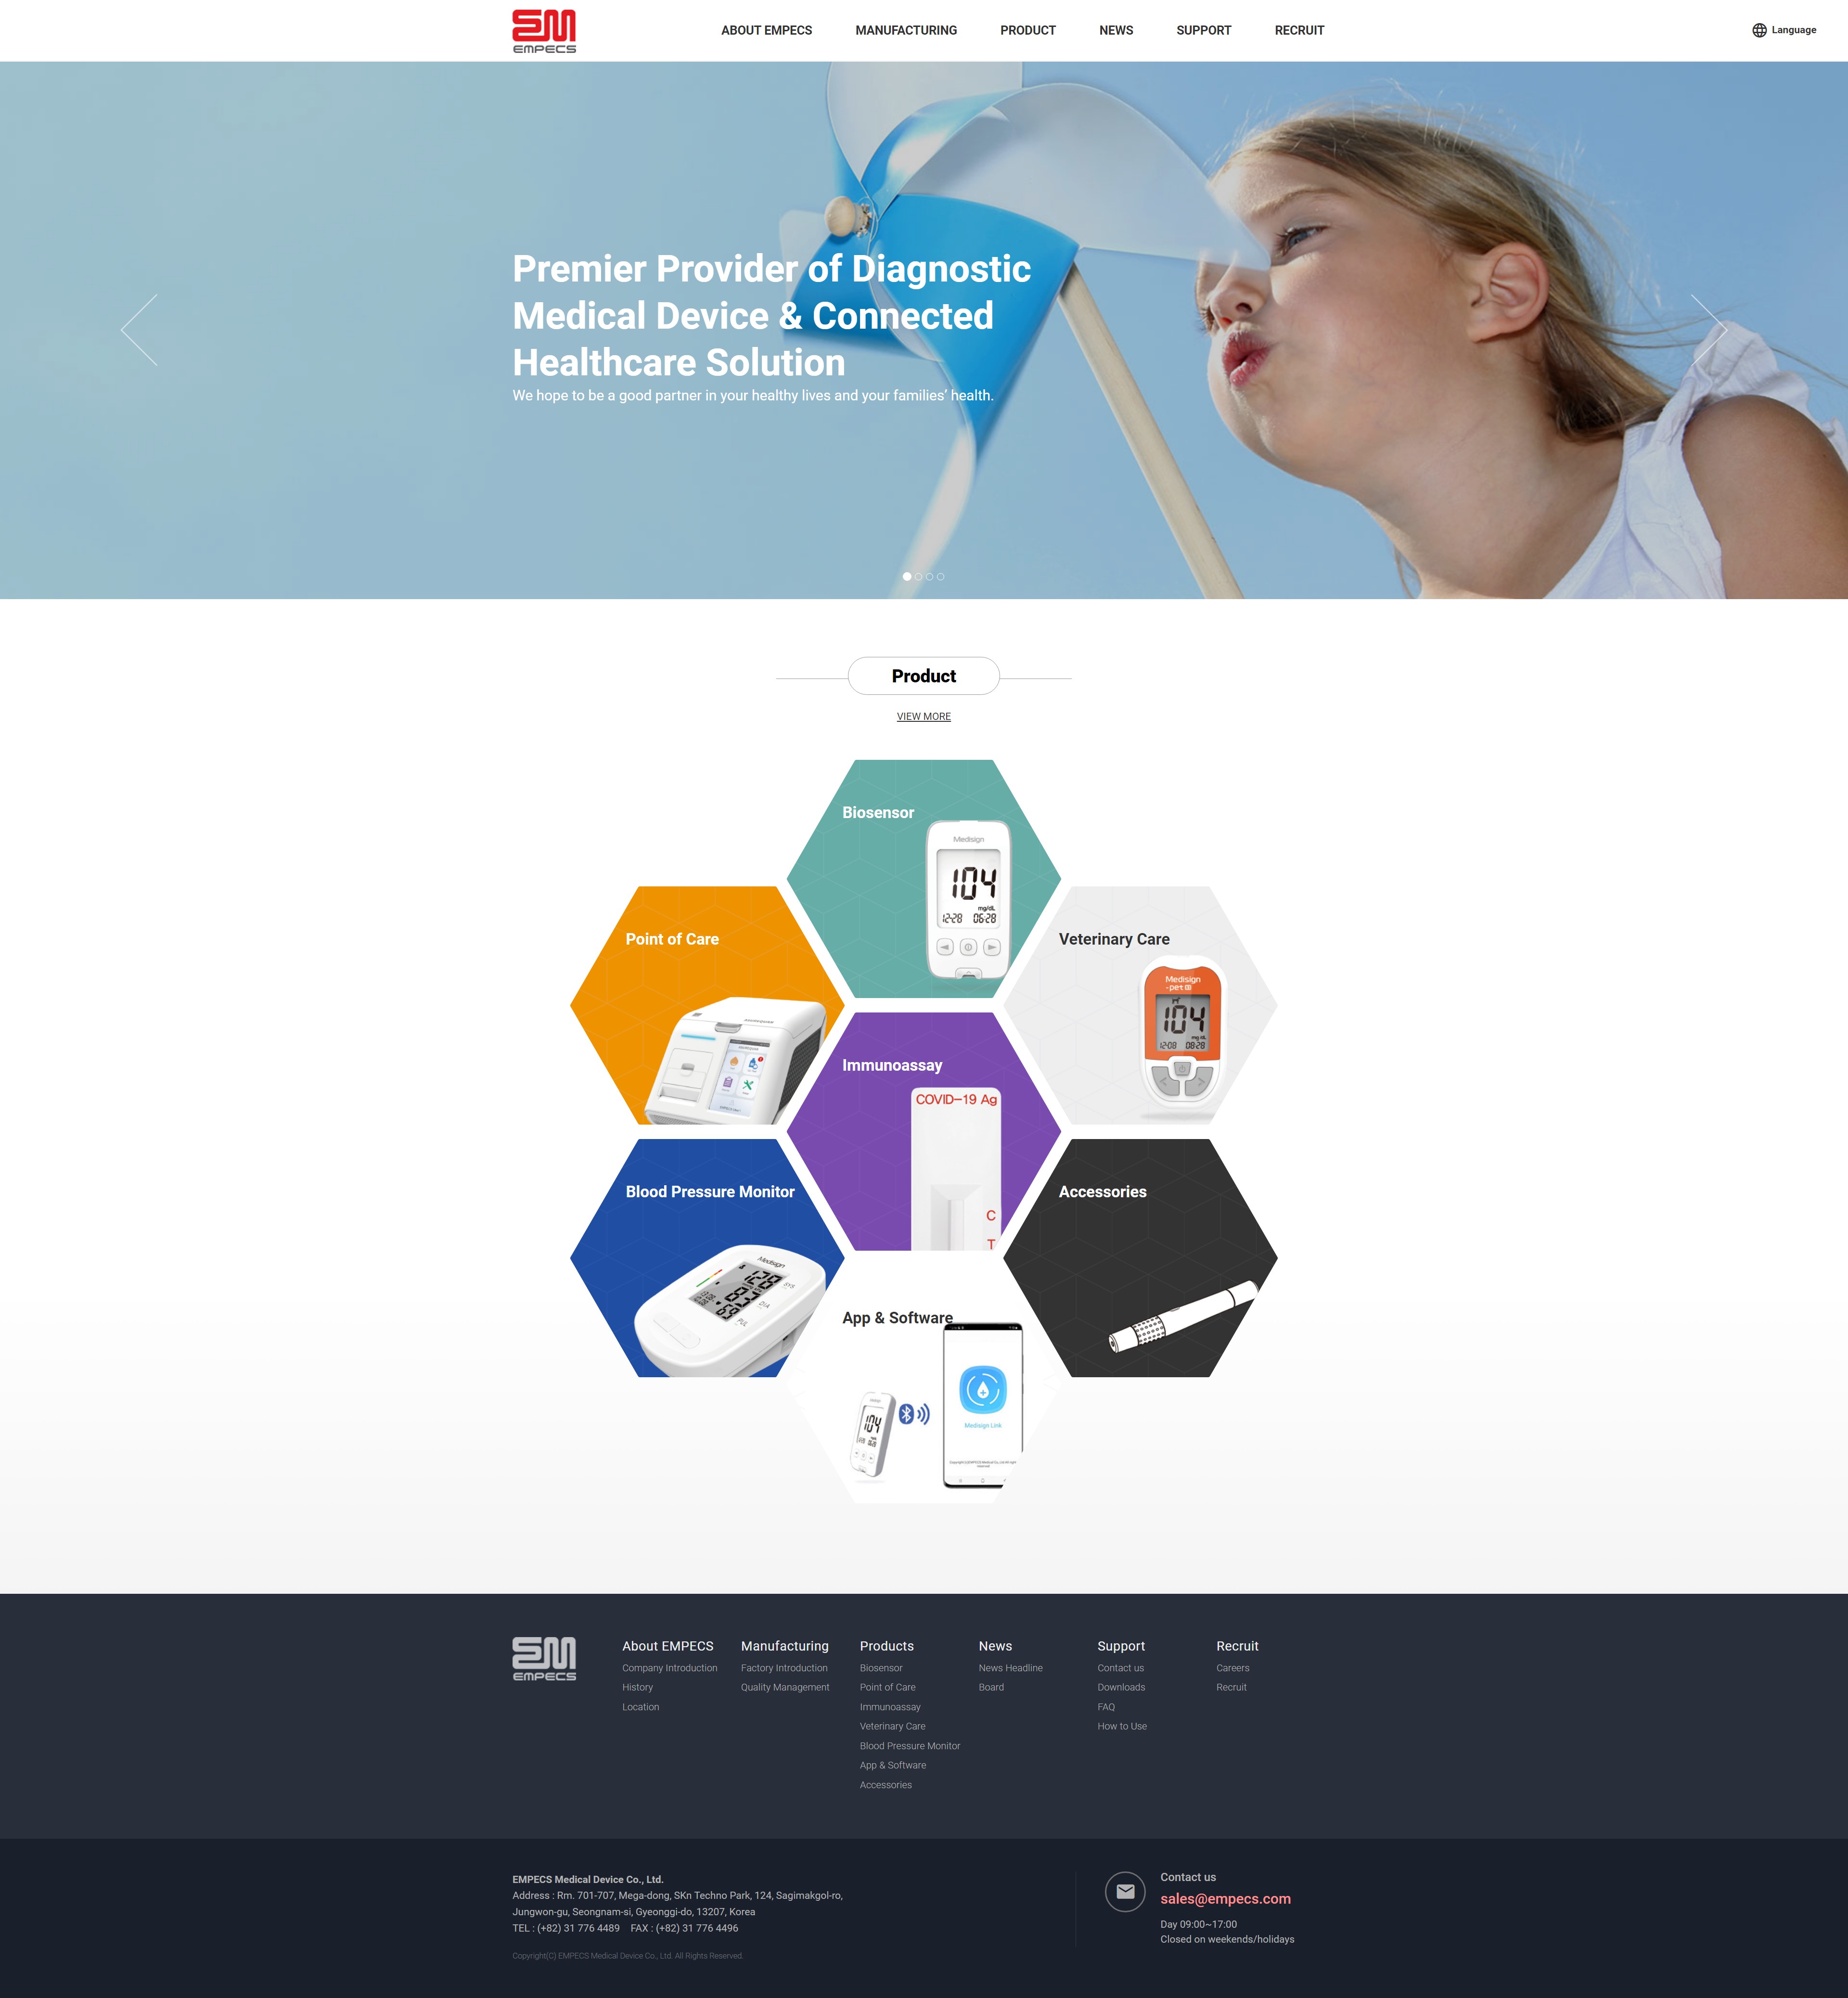 EMPECS
ABOUT EMPECS
MANUFACTURING
PRODUCT
NEWS
SUPPORT
RECRUIT
Language
Premier Provider of Diagnostic
Medical Device & Connected
Healthcare Solution
We hope to be a good partner in your healthy lives and your families’ health.
Product
VIEW MORE
Biosensor
Medisign
104
mg/dL
12-28 06:28
Point of Care
Veterinary Care
Medisign
-pet
104
mg/dL
12-08 08:28
Immunoassay
COVID-19 Ag
C
T
Blood Pressure Monitor
Medisign
128
SYS
83
DIA
69
PUL
Accessories
App & Software
104
Medisign Link
EMPECS
About EMPECS
Company Introduction
History
Location
Manufacturing
Factory Introduction
Quality Management
Products
Biosensor
Point of Care
Immunoassay
Veterinary Care
Blood Pressure Monitor
App & Software
Accessories
News
News Headline
Board
Support
Contact us
Downloads
FAQ
How to Use
Recruit
Careers
Recruit
EMPECS Medical Device Co., Ltd.
Address : Rm. 701-707, Mega-dong, SKn Techno Park, 124, Sagimakgol-ro,
Jungwon-gu, Seongnam-si, Gyeonggi-do, 13207, Korea
TEL : (+82) 31 776 4489 FAX : (+82) 31 776 4496
Copyright(C) EMPECS Medical Device Co., Ltd. All Rights Reserved.
Contact us
sales@empecs.com
Day 09:00~17:00
Closed on weekends/holidays